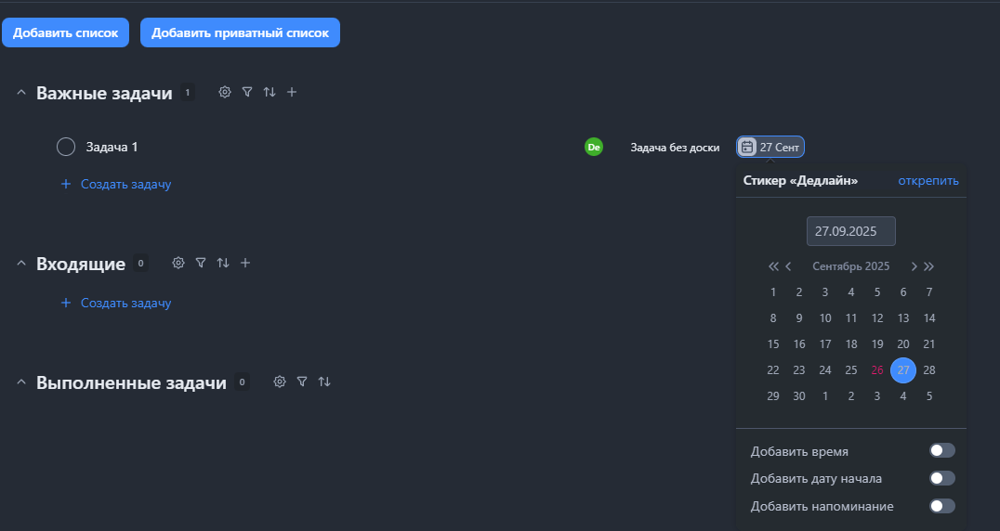 Добавить список Добавить приватный список
Важные задачи 1
Задача 1 De Задача без доски 27 Сент
Создать задачу
Стикер «Дедлайн» открепить
27.09.2025
Сентябрь 2025
1 2 3 4 5 6 7
8 9 10 11 12 13 14
15 16 17 18 19 20 21
22 23 24 25 26 27 28
29 30 1 2 3 4 5
Добавить время
Добавить дату начала
Добавить напоминание
Входящие 0
Создать задачу
Выполненные задачи 0